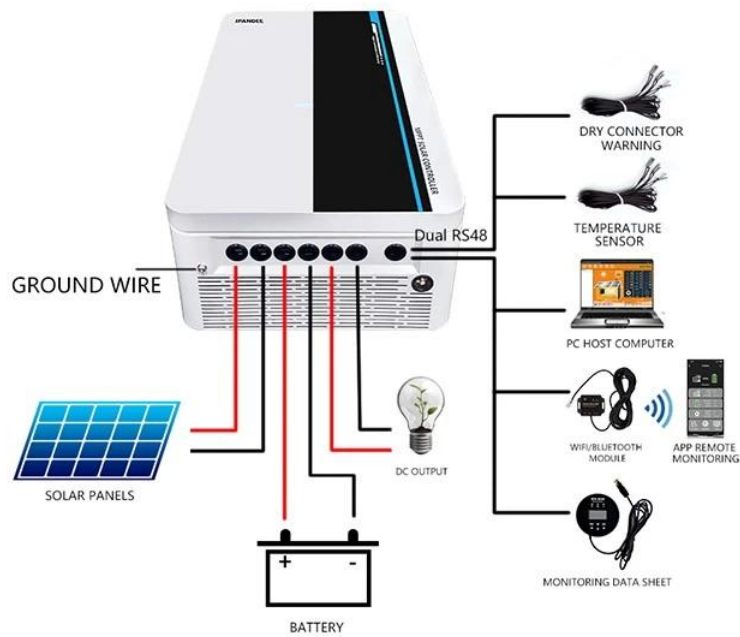 IPANDEE
MPPT SOLAR CONTROLLER
DRY CONNECTOR
WARNING
TEMPERATURE
SENSOR
Dual RS48
GROUND WIRE
PC HOST COMPUTER
SOLAR PANELS
DC OUTPUT
WIFI/BLUETOOTH
MODULE
APP REMOTE
MONITORING
+
-
BATTERY
MONITORING DATA SHEET